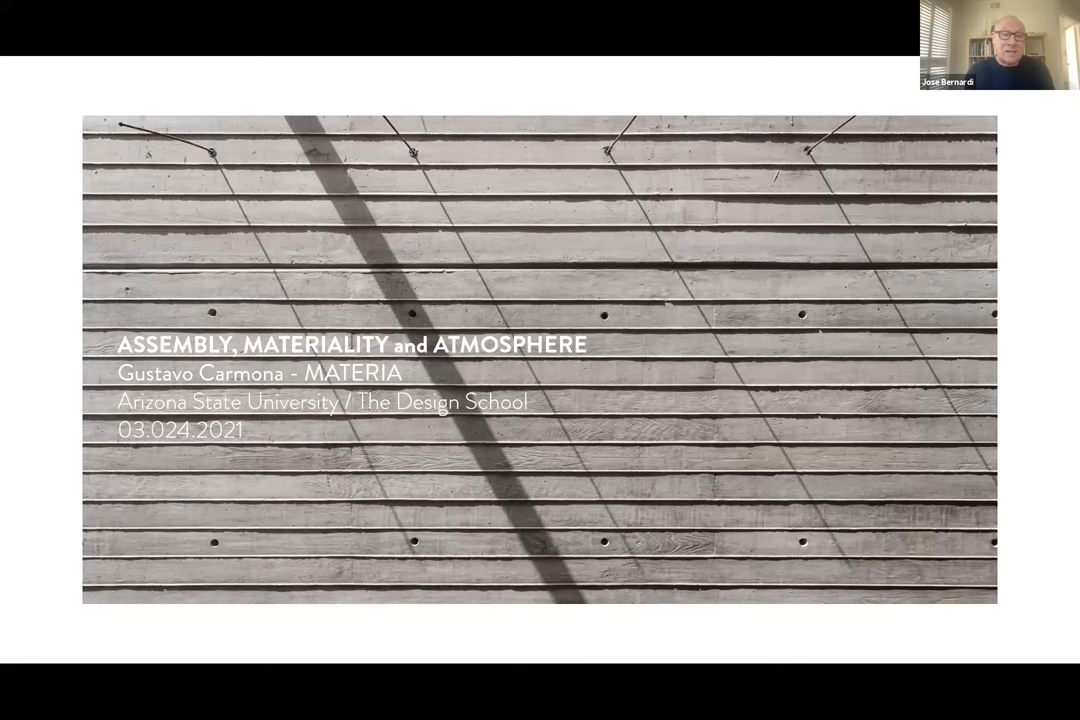 Jose Bernardi
ASSEMBLY, MATERIALITY and ATMOSPHERE
Gustavo Carmona - MATERIA
Arizona State University / The Design School
03.024.2021